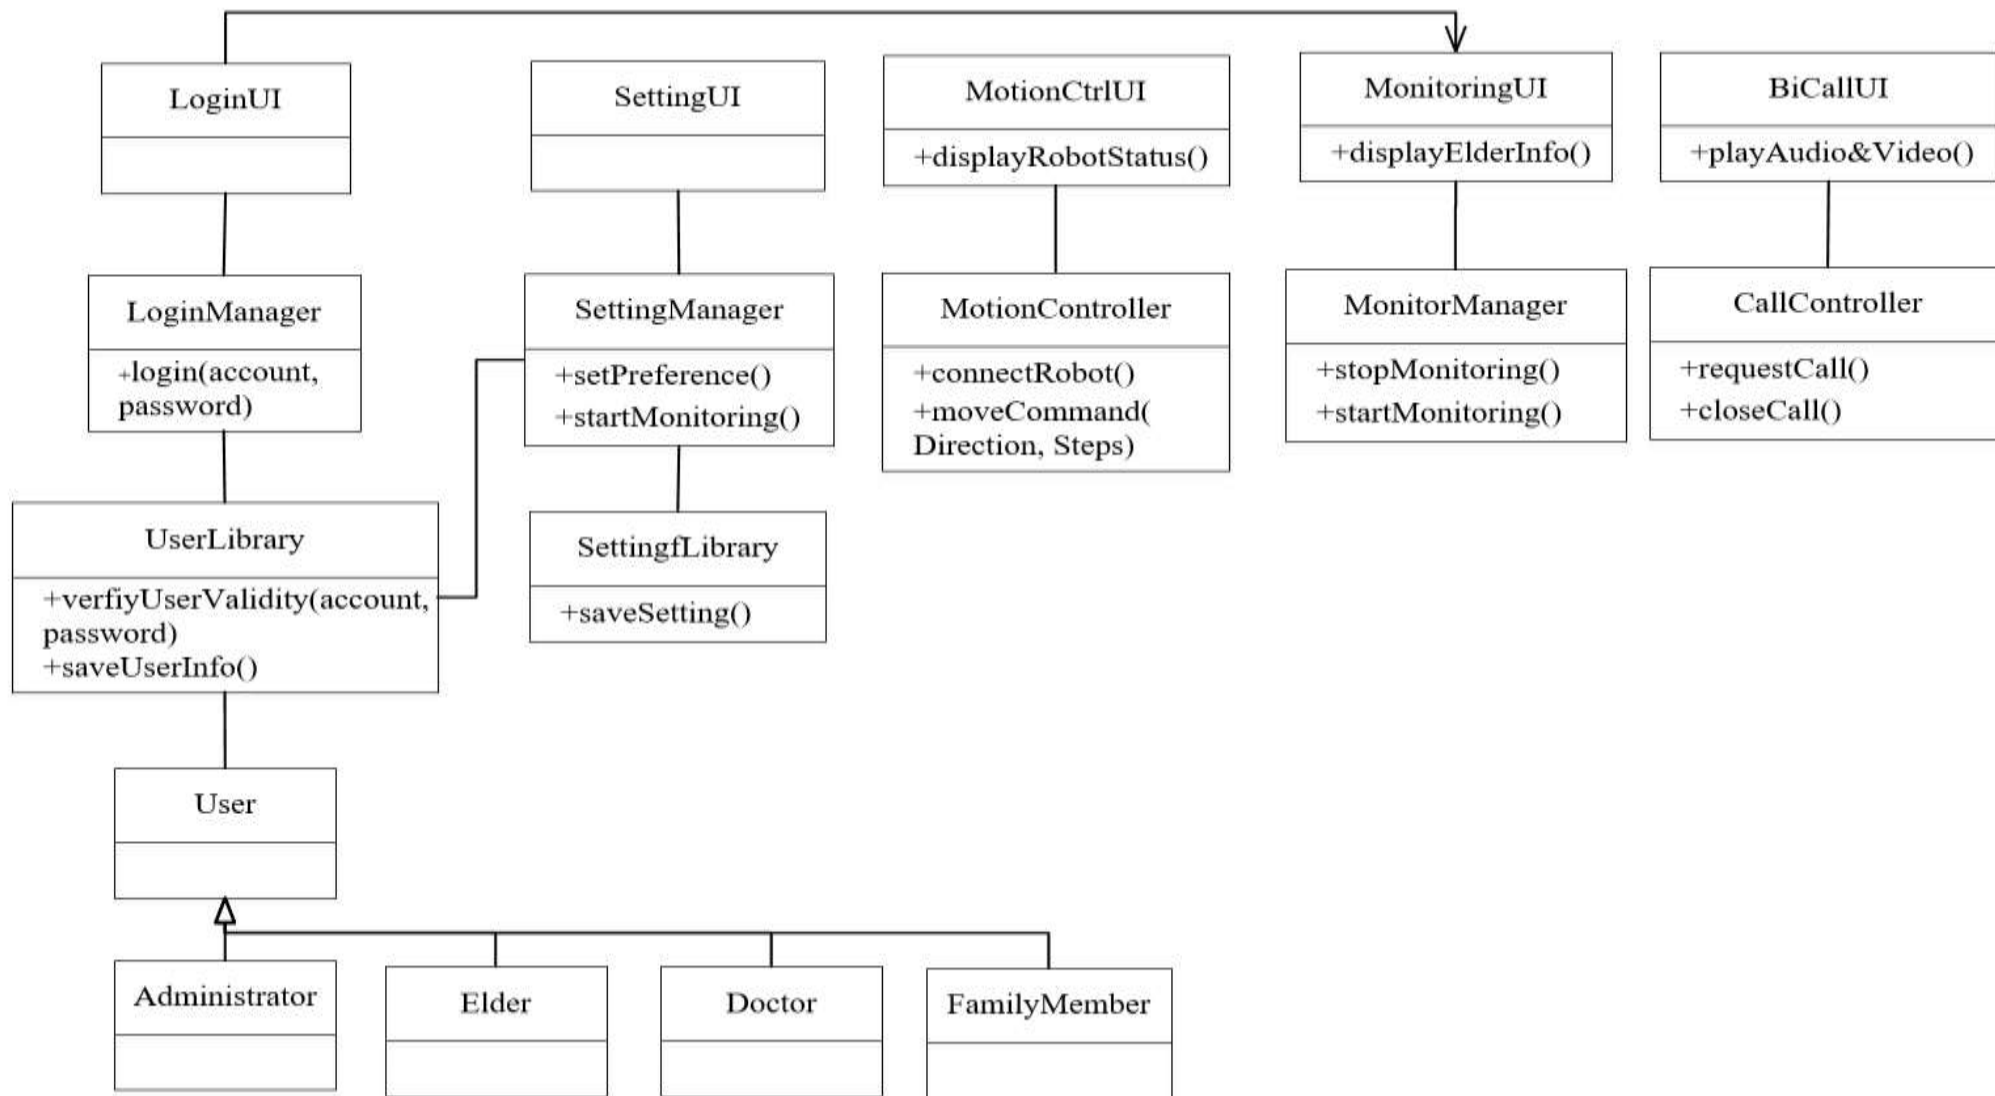 LoginUI
SettingUI
MotionCtrlUI
+displayRobotStatus()
MonitoringUI
+displayElderInfo()
BiCallUI
+playAudio&Video()
LoginManager
+login(account,
password)
SettingManager
+setPreference()
+startMonitoring()
MotionController
+connectRobot()
+moveCommand(
Direction, Steps)
MonitorManager
+stopMonitoring()
+startMonitoring()
CallController
+requestCall()
+closeCall()
UserLibrary
+verfiyUserValidity(account,
password)
+saveUserInfo()
SettingfLibrary
+saveSetting()
User
Administrator
Elder
Doctor
FamilyMember